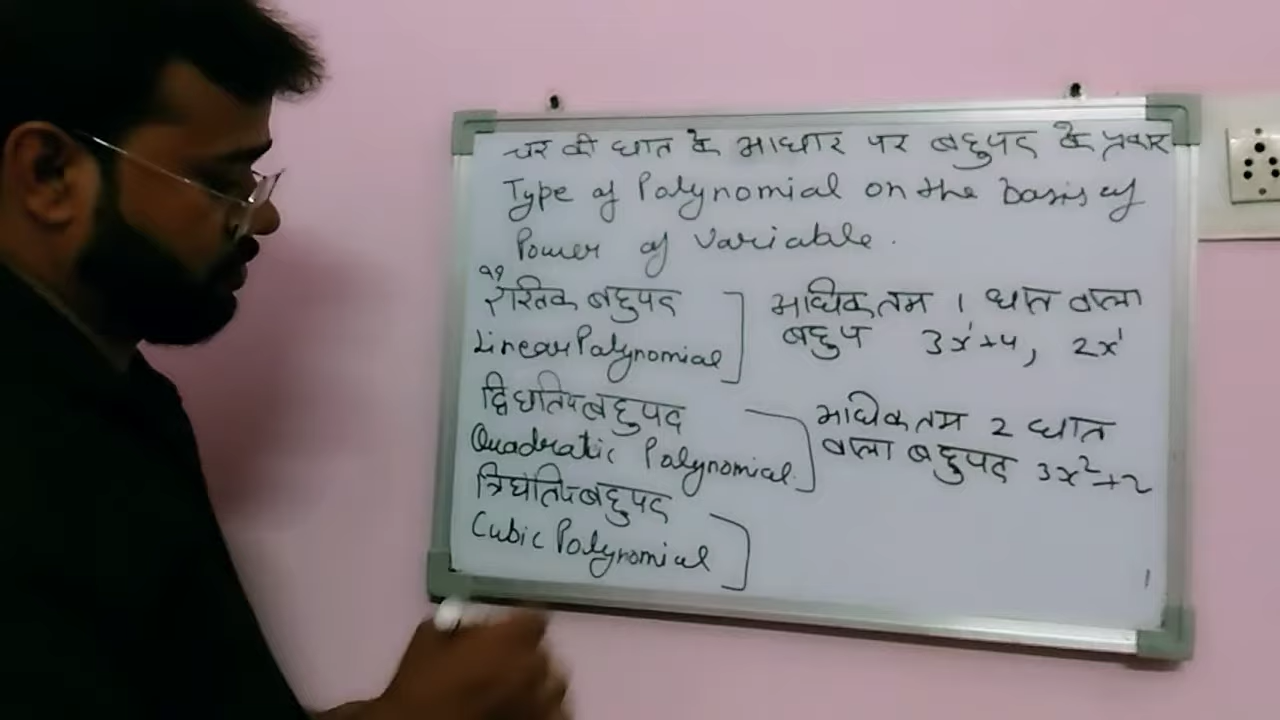 चर की घात के आधार पर बहुपद के प्रकार
Type of Polynomial on the basis of
Power of Variable.
रैखिक बहुपद
Linear Polynomial
अधिकतम 1 घात वाला
बहुप 3x¹+4, 2x¹
द्विघातिय बहुपद
Quadratic Polynomial
अधिकतम 2 घात
वाला बहुपद 3x²+2
त्रिघातिय बहुपद
Cubic Polynomial